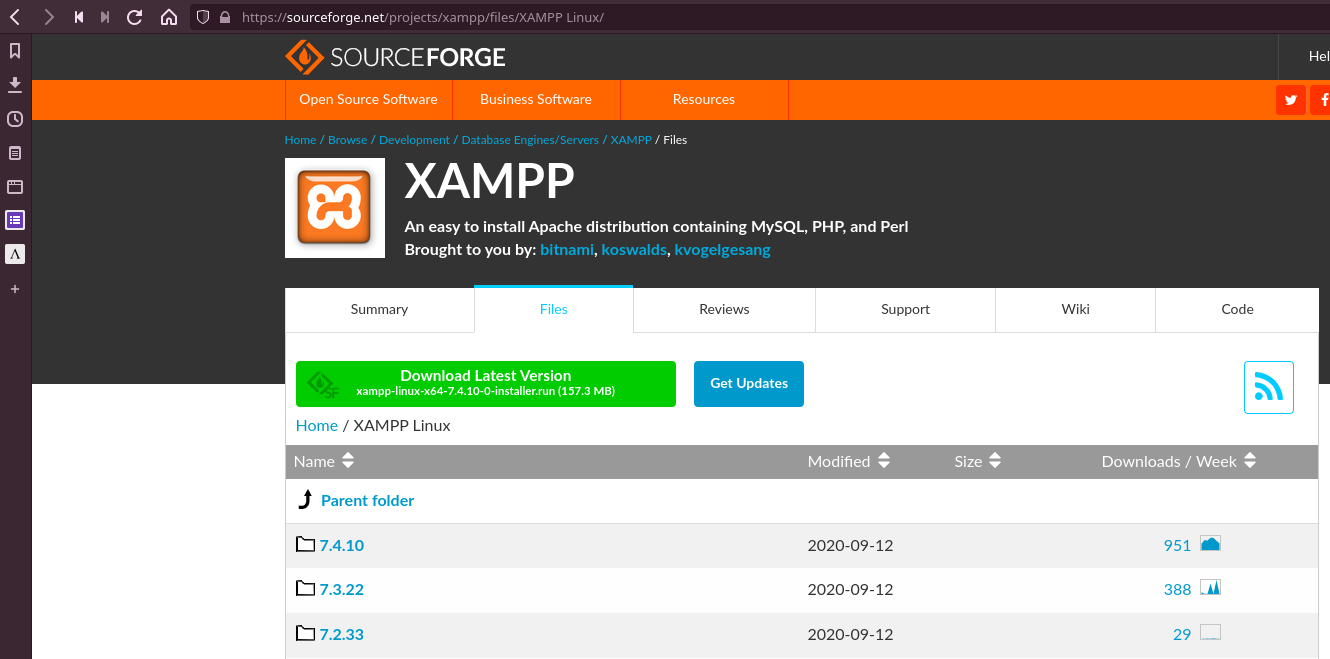 https://sourceforge.net/projects/xampp/files/XAMPP Linux/
SOURCEFORGE
Hel
Open Source Software Business Software Resources
Home / Browse / Development / Database Engines/Servers / XAMPP / Files
XAMPP
An easy to install Apache distribution containing MySQL, PHP, and Perl
Brought to you by: bitnami, koswalds, kvogelgesang
Summary Files Reviews Support Wiki Code
Download Latest Version
xampp-linux-x64-7.4.10-0-installer.run (157.3 MB)
Get Updates
Home / XAMPP Linux
Name Modified Size Downloads / Week
Parent folder
7.4.10 2020-09-12 951
7.3.22 2020-09-12 388
7.2.33 2020-09-12 29